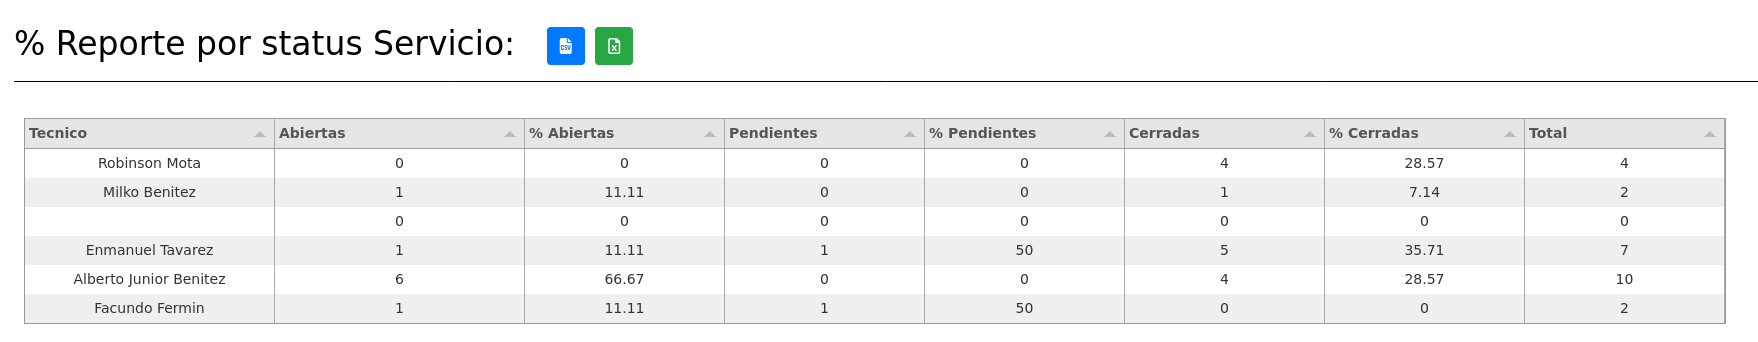 % Reporte por status Servicio:
CSV X
Tecico Abiertas % Abiertas Pendientes % Pendientes Cerradas % Cerradas Total
Robinson Mota 0 0 0 0 4 28.57 4
Milko Benitez 1 11.11 0 0 1 7.14 2
0 0 0 0 0 0 0
Enmanuel Tavarez 1 11.11 1 50 5 35.71 7
Alberto Junior Benitez 6 66.67 0 0 4 28.57 10
Facundo Fermin 1 11.11 1 50 0 0 2